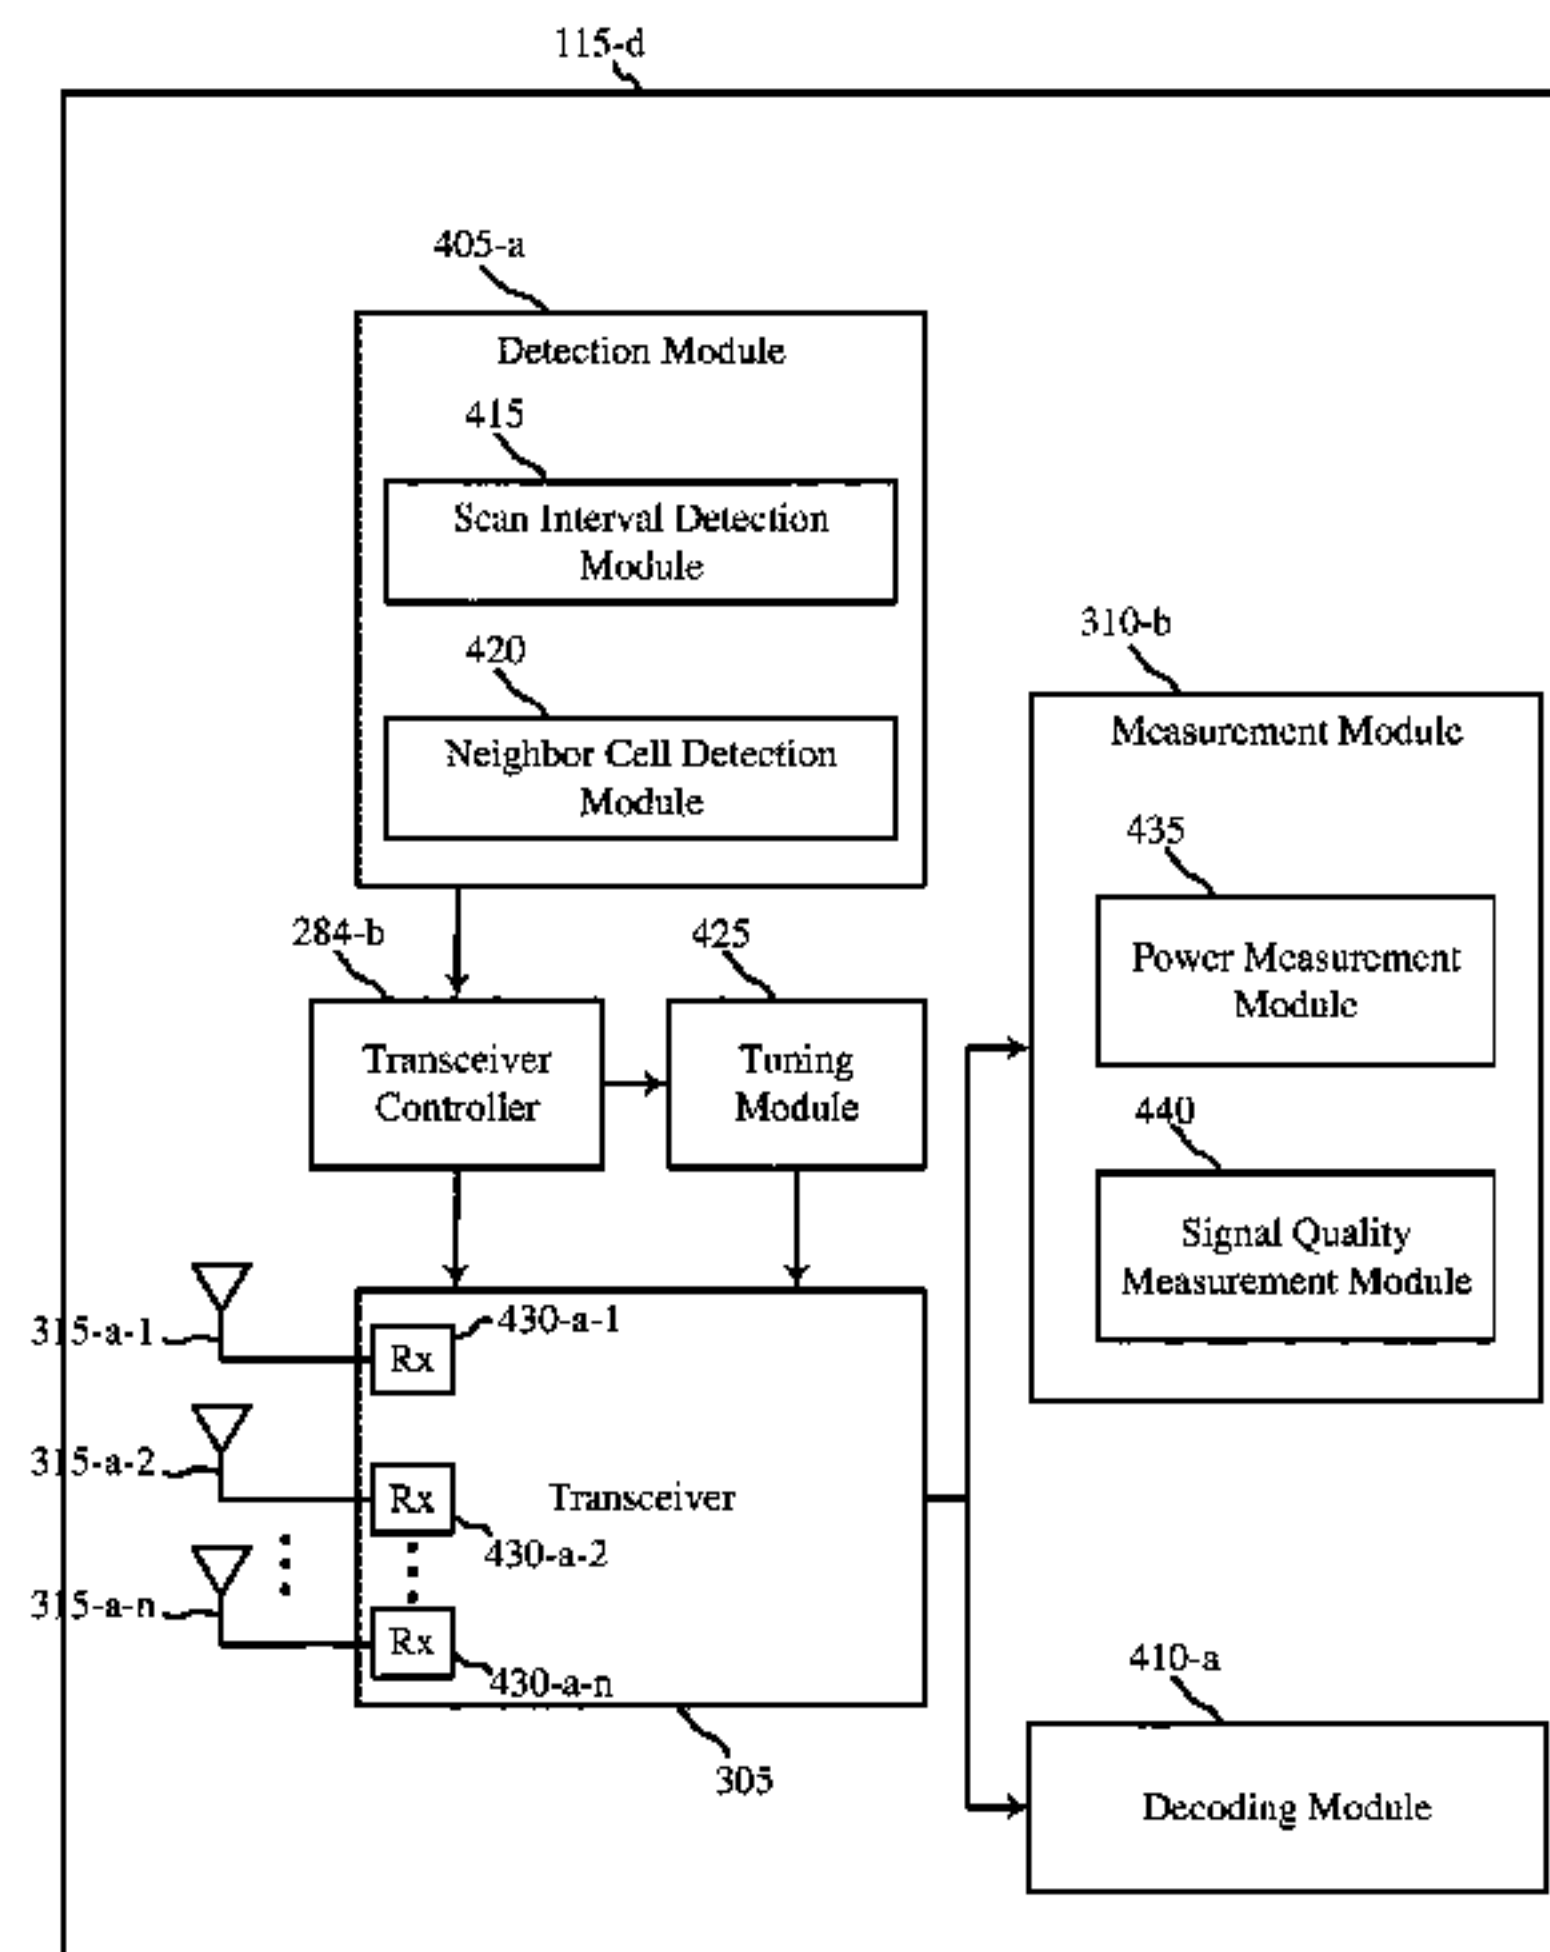 115-d
405-a
Detection Module
415
Scan Interval Detection
Module
420
Neighbor Cell Detection
Module
310-b
Measurement Module
435
Power Measurement
Module
440
Signal Quality
Measurement Module
284-b
Transceiver
Controller
425
Tuning
Module
315-a-1
Rx
430-a-1
315-a-2
Rx
430-a-2
Transceiver
315-a-n
Rx
430-a-n
305
410-a
Decoding Module